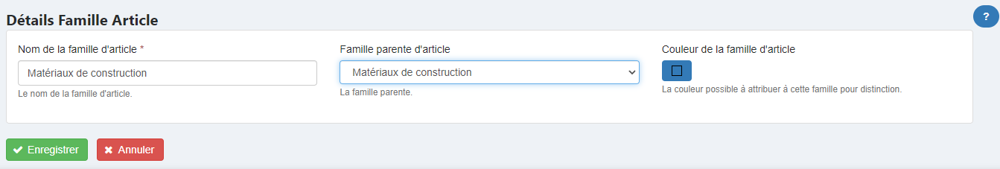 Détails Famille Article
?
Nom de la famille d'article *
Famille parente d'article
Couleur de la famille d'article
Matériaux de construction
Matériaux de construction
Le nom de la famille d'article.
La famille parente.
La couleur possible à attribuer à cette famille pour distinction.
Enregistrer
Annuler